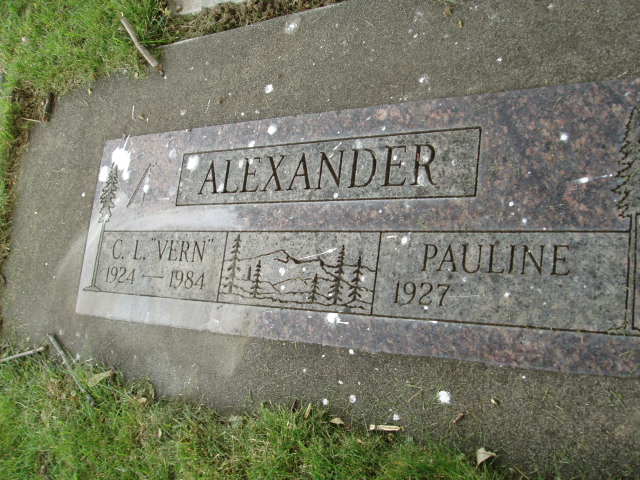 ALEXANDER
C. L. "VERN"
1924 — 1984
PAULINE
1927